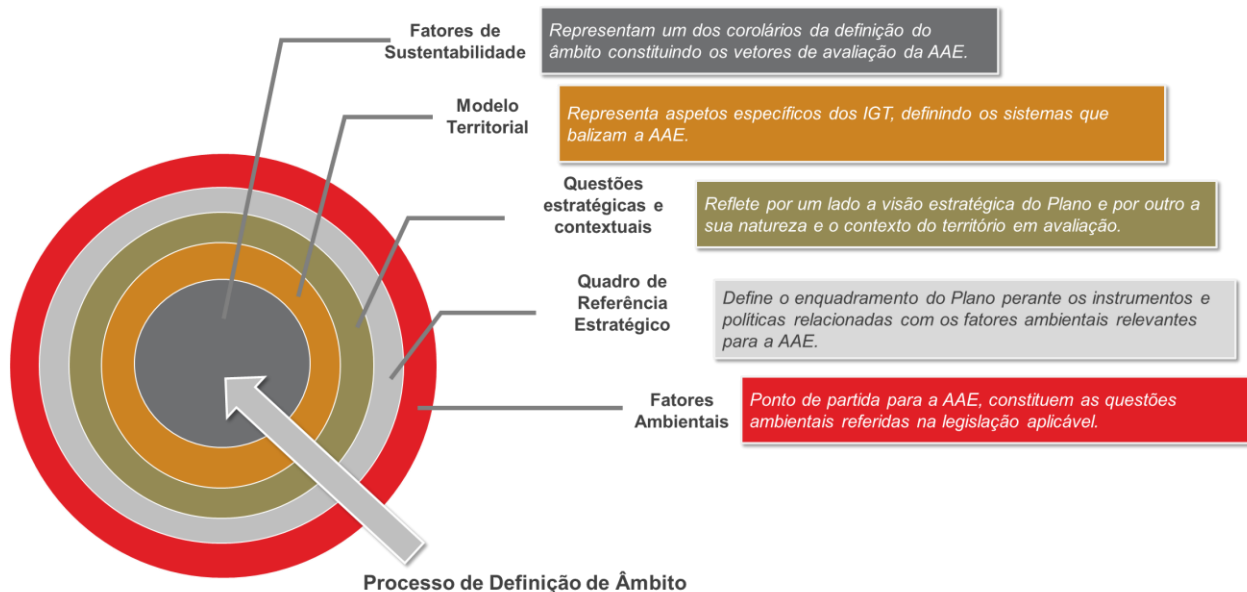 Fatores de
Sustentabilidade
Representam um dos corolários da definição do
âmbito constituindo os vetores de avaliação da AAE.
Modelo
Territorial
Representa aspetos específicos dos IGT, definindo os sistemas que
balizam a AAE.
Questões
estratégicas e
contextuais
Reflete por um lado a visão estratégica do Plano e por outro a
sua natureza e o contexto do território em avaliação.
Quadro de
Referência
Estratégico
Define o enquadramento do Plano perante os instrumentos e
políticas relacionadas com os fatores ambientais relevantes
para a AAE.
Fatores
Ambientais
Ponto de partida para a AAE, constituem as questões
ambientais referidas na legislação aplicável.
Processo de Definição de Âmbito